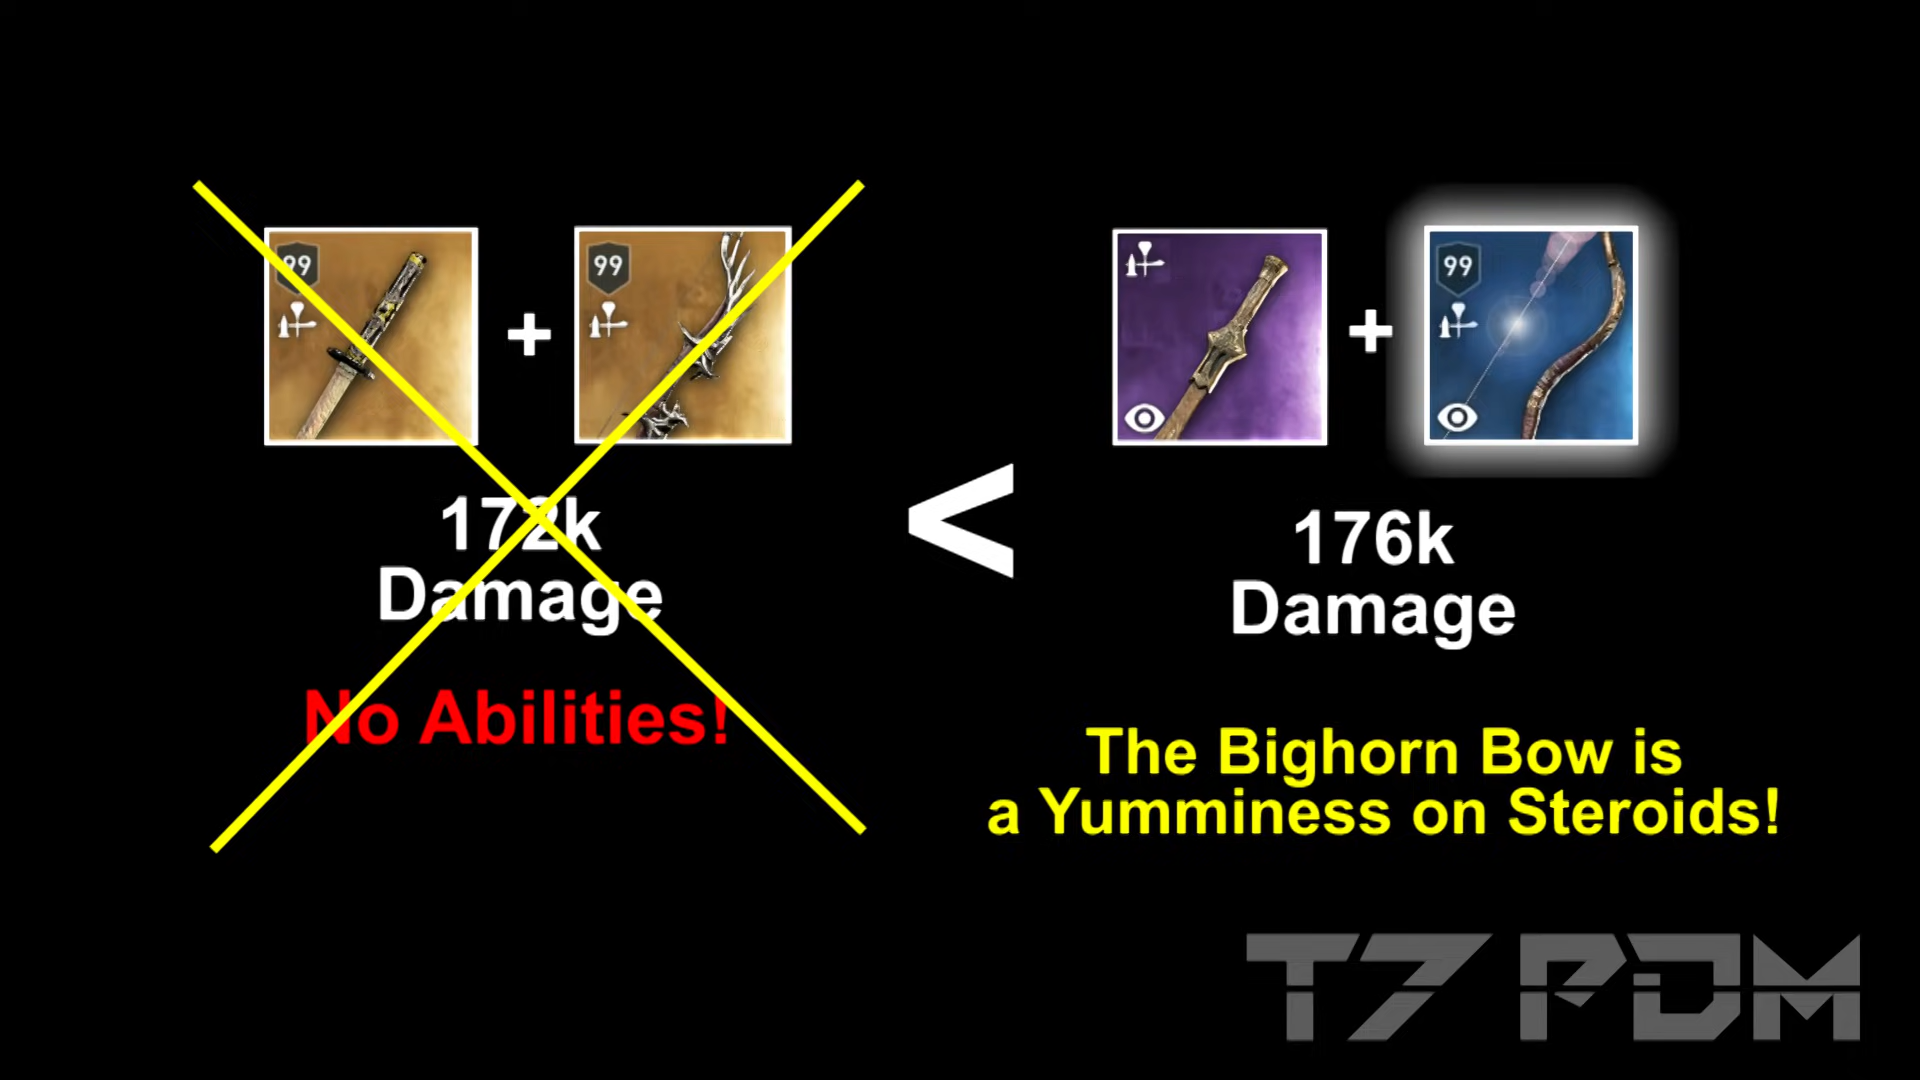 99
+
99
99
+
172k
Damage
<
176k
Damage
No Abilities!
The Bighorn Bow is
a Yumminess on Steroids!
T7 PDM